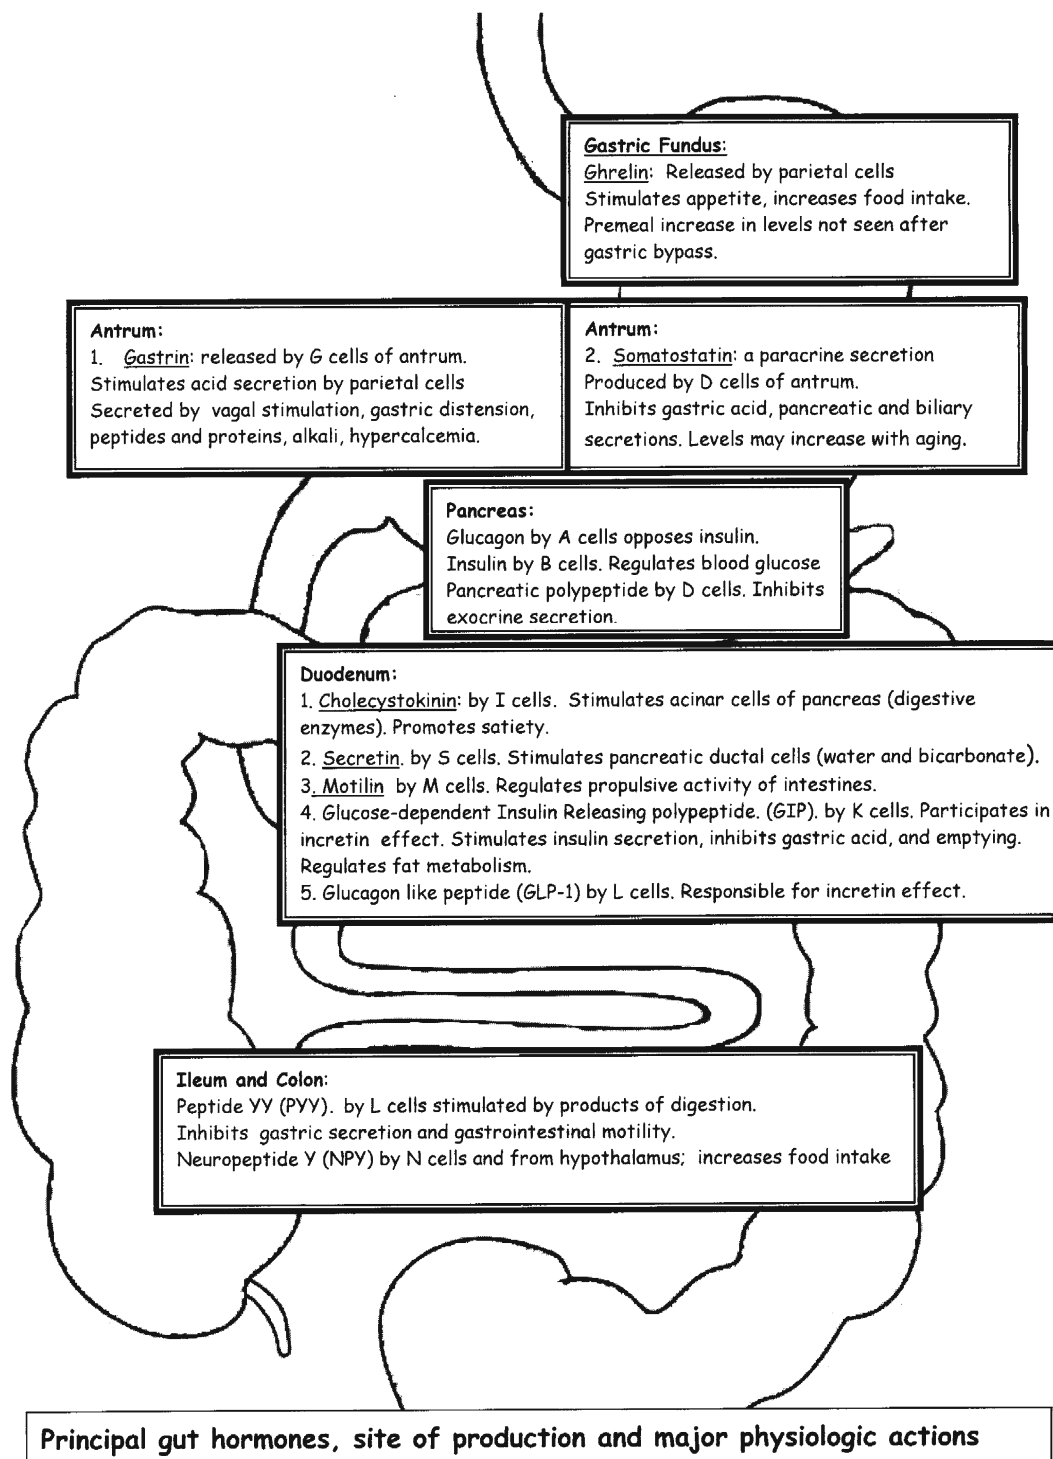 Gastric Fundus:
Ghrelin: Released by parietal cells
Stimulates appetite, increases food intake.
Premeal increase in levels not seen after
gastric bypass.
Antrum:
1. Gastrin: released by G cells of antrum.
Stimulates acid secretion by parietal cells
Secreted by vagal stimulation, gastric distension,
peptides and proteins, alkali, hypercalcemia.
Antrum:
2. Somatostatin: a paracrine secretion
Produced by D cells of antrum.
Inhibits gastric acid, pancreatic and biliary
secretions. Levels may increase with aging.
Pancreas:
Glucagon by A cells opposes insulin.
Insulin by B cells. Regulates blood glucose
Pancreatic polypeptide by D cells. Inhibits
exocrine secretion.
Duodenum:
1. Cholecystokinin: by I cells. Stimulates acinar cells of pancreas (digestive
enzymes). Promotes satiety.
2. Secretin. by S cells. Stimulates pancreatic ductal cells (water and bicarbonate).
3. Motilin by M cells. Regulates propulsive activity of intestines.
4. Glucose-dependent Insulin Releasing polypeptide. (GIP). by K cells. Participates in
incretin effect. Stimulates insulin secretion, inhibits gastric acid, and emptying.
Regulates fat metabolism.
5. Glucagon like peptide (GLP-1) by L cells. Responsible for incretin effect.
Ileum and Colon:
Peptide YY (PYY). by L cells stimulated by products of digestion.
Inhibits gastric secretion and gastrointestinal motility.
Neuropeptide Y (NPY) by N cells and from hypothalamus; increases food intake
Principal gut hormones, site of production and major physiologic actions